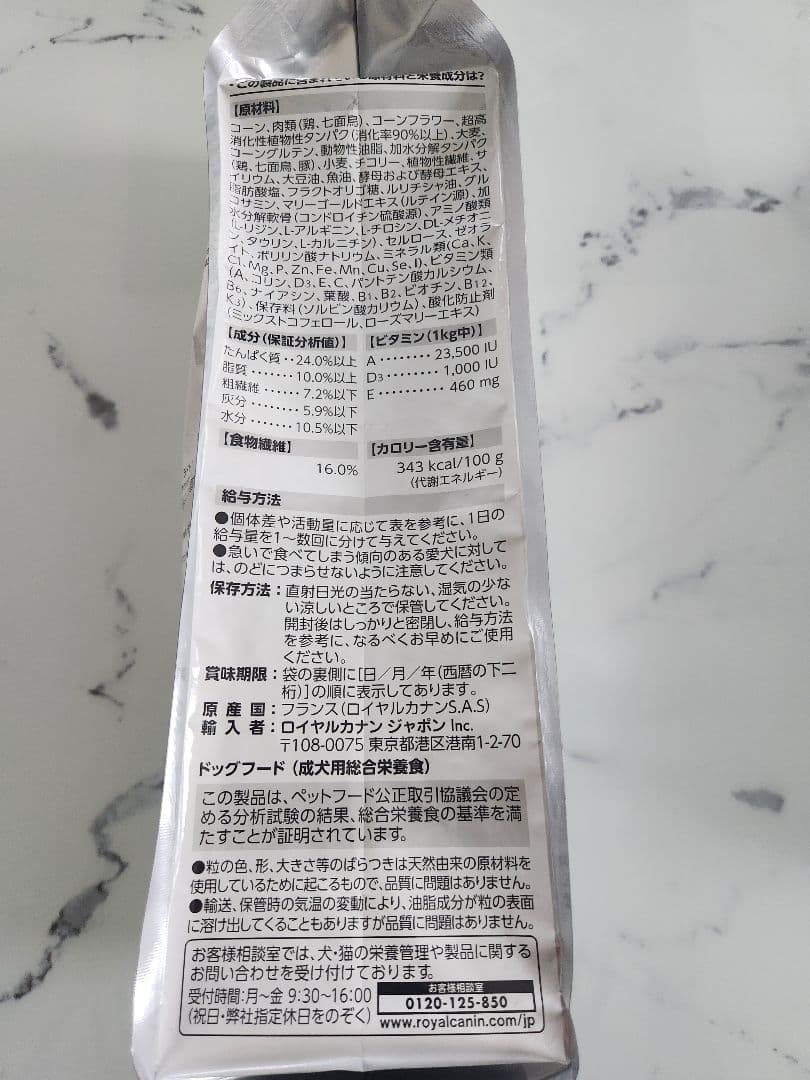 ・この製品に含まれている原材料と栄養成分は?
【原材料】
コーン、肉類(鶏、七面鳥)、コーンフラワー、超高
消化性植物性タンパク(消化率90%以上)、大麦、
コーングルテン、動物性油脂、加水分解タンパク
(鶏、七面鳥、豚)、小麦、チコリー、植物性繊維、サ
イリウム、大豆油、魚油、酵母および酵母エキス、
脂肪酸塩、フラクトオリゴ糖、ルリチシャ油、グル
コサミン、マリーゴールドエキス(ルテイン源)、加
水分解軟骨(コンドロイチン硫酸源)、アミノ酸類
(L-リジン、L-アルギニン、L-チロシン、DL-メチオニ
ン、タウリン、L-カルニチン)、セルロース、ゼオラ
イト、ポリリン酸ナトリウム、ミネラル類(Ca、K、
Cl、Mg、P、Zn、Fe、Mn、Cu、Se、I)、ビタミン類
(A、コリン、D3、E、C、パントテン酸カルシウム、
B6、ナイアシン、葉酸、B1、B2、ビオチン、B12、
K3)、保存料(ソルビン酸カリウム)、酸化防止剤
(ミックストコフェロール、ローズマリーエキス)
【成分(保証分析値)】 【ビタミン(1kg中)】
たんぱく質・・24.0%以上 A・・・・・・・・23,500 IU
脂質・・・・・・・10.0%以上 D3・・・・・・・・1,000 IU
粗繊維・・・・・・7.2%以下 E・・・・・・・・・・460 mg
灰分・・・・・・・5.9%以下
水分・・・・・・・10.5%以下
【食物繊維】 【カロリー含有量】
16.0% 343 kcal/100 g
(代謝エネルギー)
給与方法
●個体差や活動量に応じて表を参考に、1日の
給与量を1〜数回に分けて与えてください。
●急いで食べてしまう傾向のある愛犬に対して
は、のどにつまらせないように注意してください。
保存方法:直射日光の当たらない、湿気の少な
い涼しいところで保管してください。
開封後はしっかりと密閉し、給与方法
を参考に、なるべくお早めにご使用
ください。
賞味期限:袋の裏側に[日/月/年(西暦の下二
桁)]の順に表示してあります。
原産国:フランス(ロイヤルカナンS.A.S)
輸入者:ロイヤルカナン ジャポン Inc.
〒108-0075 東京都港区港南1-2-70
ドッグフード(成犬用総合栄養食)
この製品は、ペットフード公正取引協議会の定
める分析試験の結果、総合栄養食の基準を満
たすことが証明されています。
●粒の色、形、大きさ等のばらつきは天然由来の原材料を
使用しているために起こるもので、品質に問題はありません。
●輸送、保管時の気温の変動により、油脂成分が粒の表面
に溶け出してくることもありますが品質に問題はありません。
お客様相談室では、犬・猫の栄養管理や製品に関する
お問い合わせを受け付けております。
受付時間:月〜金 9:30〜16:00
(祝日・弊社指定休日をのぞく)
お客様相談室
0120-125-850
www.royalcanin.com/jp